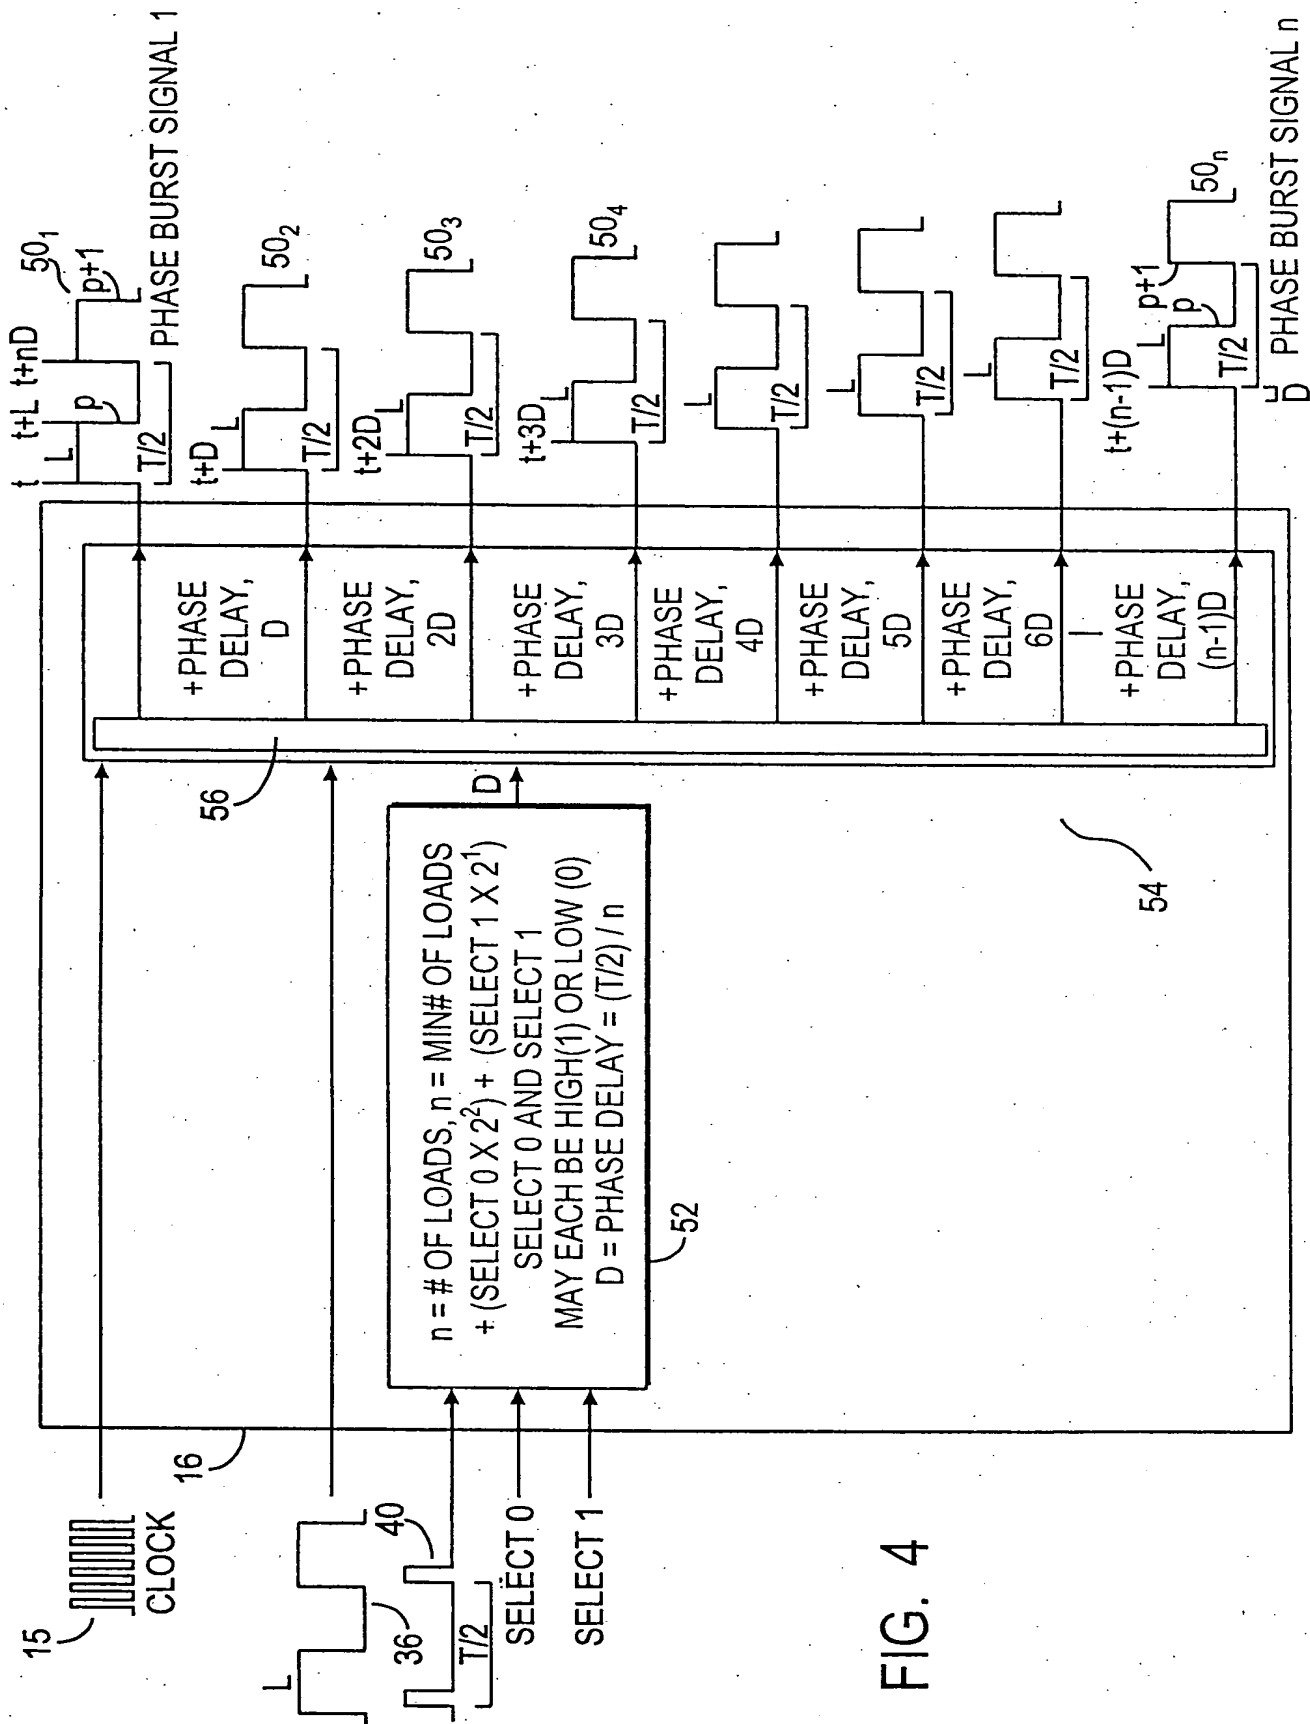 15
CLOCK
L
36
40
T/2
SELECT 0
SELECT 1
16
n = # OF LOADS, n = MIN# OF LOADS
+ (SELECT 0 X 2²) + (SELECT 1 X 2¹)
SELECT 0 AND SELECT 1
MAY EACH BE HIGH(1) OR LOW (0)
D = PHASE DELAY = (T/2) / n
52
D
56
54
+PHASE
DELAY,
D
+PHASE
DELAY,
2D
+PHASE
DELAY,
3D
+PHASE
DELAY,
4D
+PHASE
DELAY,
5D
+PHASE
DELAY,
6D
+PHASE
DELAY,
(n-1)D
t
L
t+L
p
t+nD
p+1
50₁
T/2
PHASE BURST SIGNAL 1
t+D
L
T/2
50₂
t+2D
L
T/2
50₃
t+3D
L
T/2
50₄
L
T/2
L
T/2
L
T/2
t+(n-1)D
L
p
p+1
T/2
50ₙ
D
PHASE BURST SIGNAL n
FIG. 4